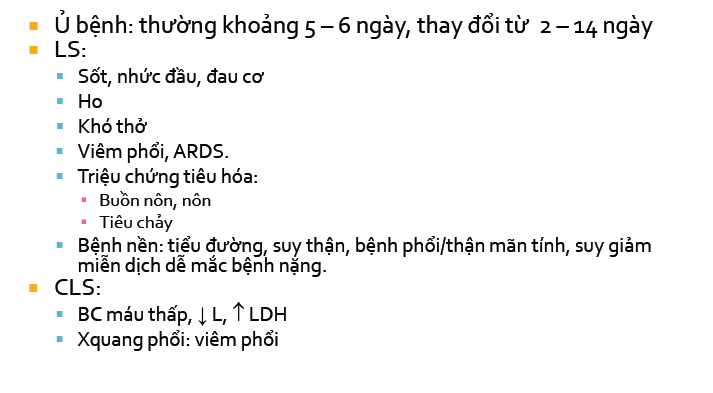 Ủ bệnh: thường khoảng 5 – 6 ngày, thay đổi từ 2 – 14 ngày
LS:
Sốt, nhức đầu, đau cơ
Ho
Khó thở
Viêm phổi, ARDS.
Triệu chứng tiêu hóa:
Buồn nôn, nôn
Tiêu chảy
Bệnh nền: tiểu đường, suy thận, bệnh phổi/thận mãn tính, suy giảm
miễn dịch dễ mắc bệnh nặng.
CLS:
BC máu thấp, ↓ L, ↑ LDH
Xquang phổi: viêm phổi